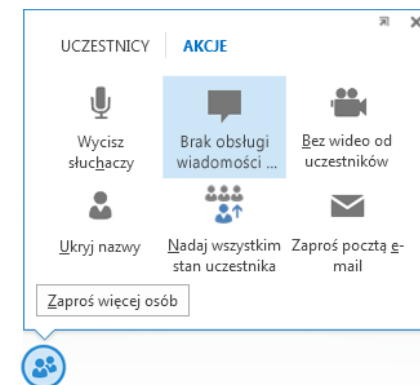 UCZESTNICY AKCJE
Wycisz Brak obsługi Bez wideo od
słuchaczy wiadomości ... uczestników
Ukryj nazwy Nadaj wszystkim Zaproś pocztą e-
stan uczestnika mail
Zaproś więcej osób